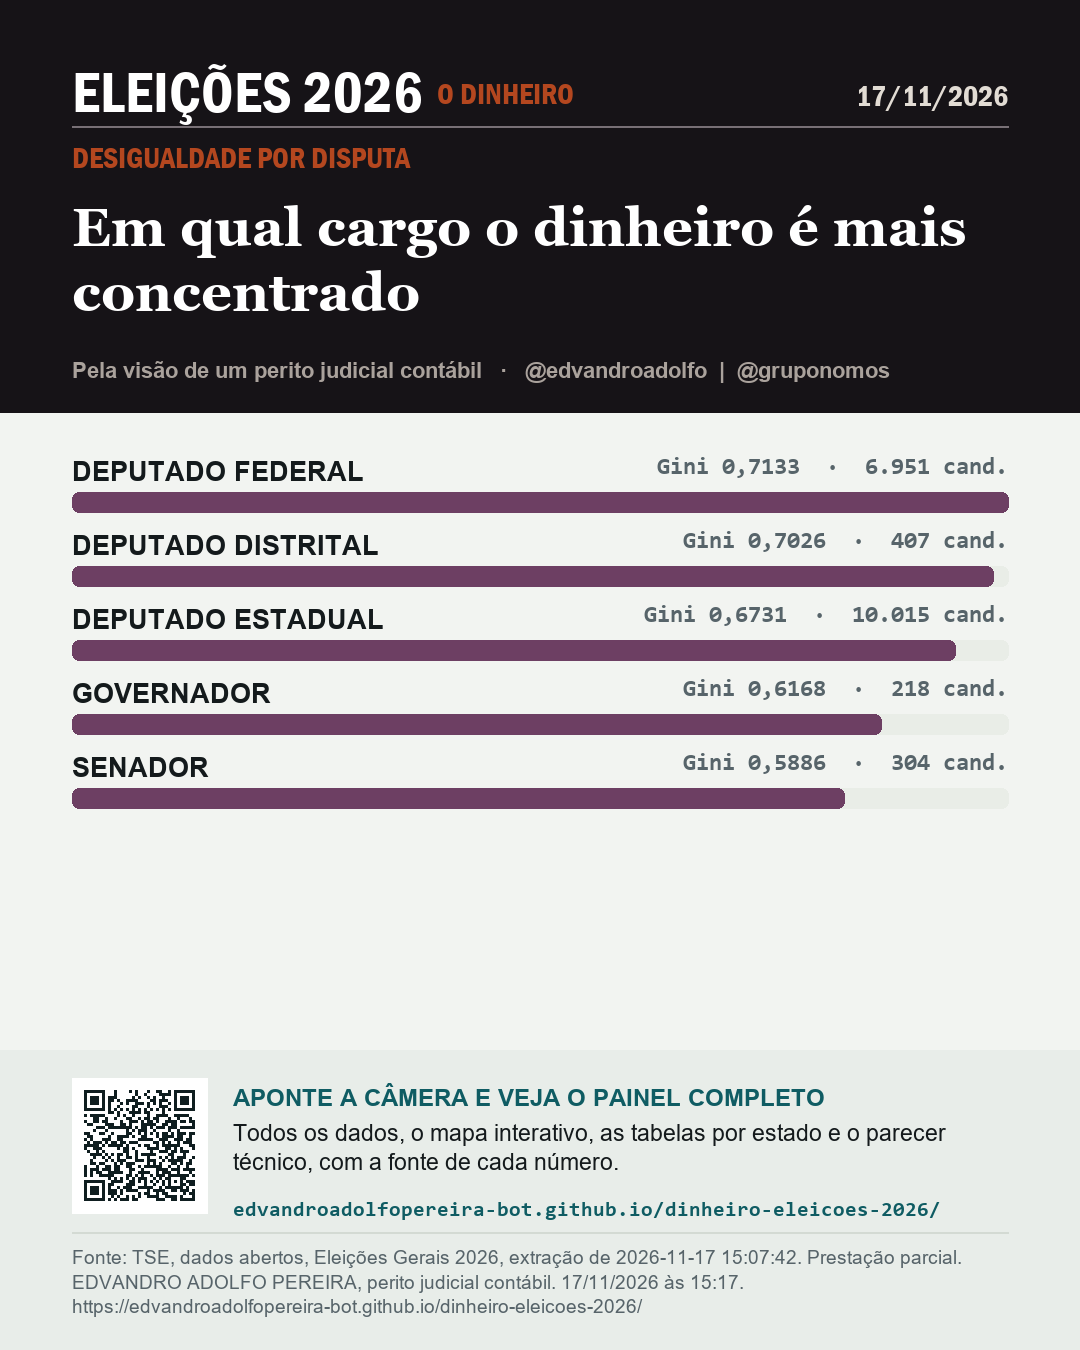 ELEIÇÕES 2026 O DINHEIRO 17/11/2026
DESIGUALDADE POR DISPUTA
Em qual cargo o dinheiro é mais
concentrado
Pela visão de um perito judicial contábil · @edvandroadolfo | @gruponomos
DEPUTADO FEDERAL Gini 0,7133 · 6.951 cand.
DEPUTADO DISTRITAL Gini 0,7026 · 407 cand.
DEPUTADO ESTADUAL Gini 0,6731 · 10.015 cand.
GOVERNADOR Gini 0,6168 · 218 cand.
SENADOR Gini 0,5886 · 304 cand.
APONTE A CÂMERA E VEJA O PAINEL COMPLETO
Todos os dados, o mapa interativo, as tabelas por estado e o parecer
técnico, com a fonte de cada número.
edvandroadolfopereira-bot.github.io/dinheiro-eleicoes-2026/
Fonte: TSE, dados abertos, Eleições Gerais 2026, extração de 2026-11-17 15:07:42. Prestação parcial.
EDVANDRO ADOLFO PEREIRA, perito judicial contábil. 17/11/2026 às 15:17.
https://edvandroadolfopereira-bot.github.io/dinheiro-eleicoes-2026/